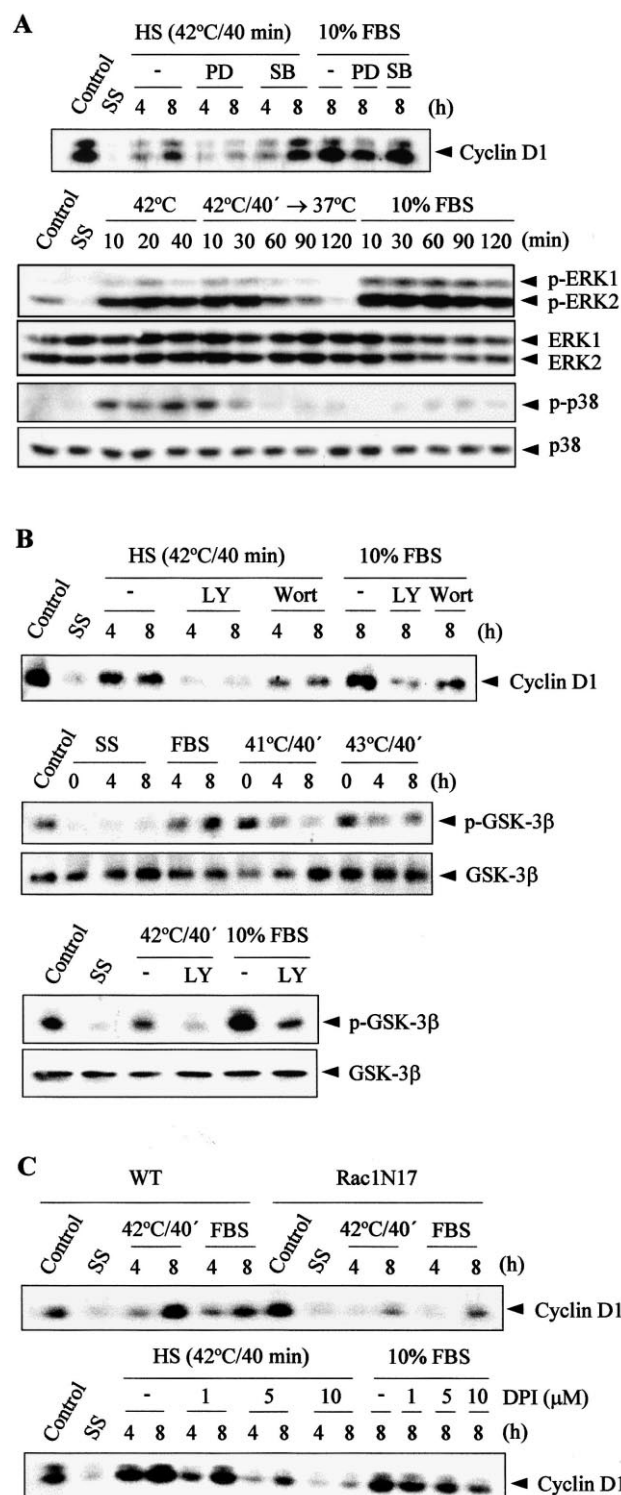 A
HS (42ºC/40 min) 10% FBS
Control SS - PD SB - PD SB
4 8 4 8 4 8 8 8 8 (h)
Cyclin D1
Control SS 42ºC 42ºC/40´ → 37ºC 10% FBS
10 20 40 10 30 60 90 120 10 30 60 90 120 (min)
p-ERK1
p-ERK2
ERK1
ERK2
p-p38
p38
B
HS (42ºC/40 min) 10% FBS
Control SS - LY Wort - LY Wort
4 8 4 8 4 8 8 8 8 (h)
Cyclin D1
Control SS FBS 41ºC/40´ 43ºC/40´
0 4 8 4 8 0 4 8 0 4 8 (h)
p-GSK-3β
GSK-3β
Control SS 42ºC/40´ 10% FBS
- LY - LY
p-GSK-3β
GSK-3β
C
WT Rac1N17
Control SS 42ºC/40´ FBS Control SS 42ºC/40´ FBS
4 8 4 8 4 8 4 8 (h)
Cyclin D1
HS (42ºC/40 min) 10% FBS
Control SS - 1 5 10 - 1 5 10 DPI (μM)
4 8 4 8 4 8 4 8 8 8 8 8 (h)
Cyclin D1